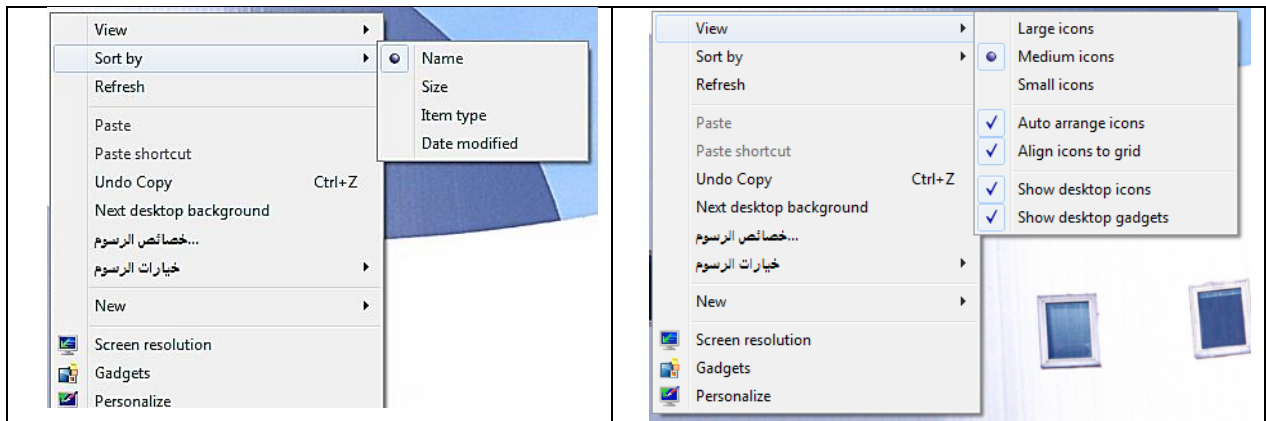 View
Sort by
Refresh
Paste
Paste shortcut
Undo Copy Ctrl+Z
Next desktop background
خصائص الرسوم...
خيارات الرسوم
New
Screen resolution
Gadgets
Personalize
Name
Size
Item type
Date modified
View
Sort by
Refresh
Paste
Paste shortcut
Undo Copy Ctrl+Z
Next desktop background
خصائص الرسوم...
خيارات الرسوم
New
Screen resolution
Gadgets
Personalize
Large icons
Medium icons
Small icons
Auto arrange icons
Align icons to grid
Show desktop icons
Show desktop gadgets